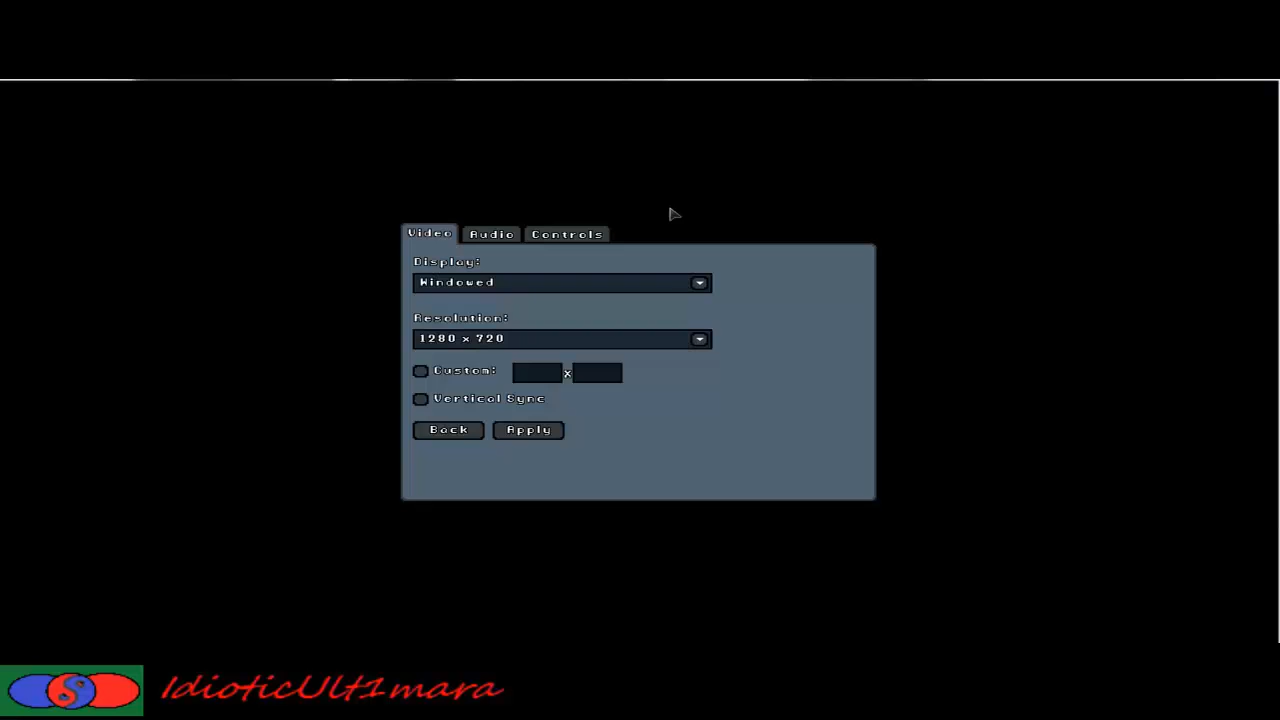 Video Audio Controls
Display:
Windowed
Resolution:
1280 x 720
Custom: x
Vertical Sync
Back Apply
IdioticUlt1mara